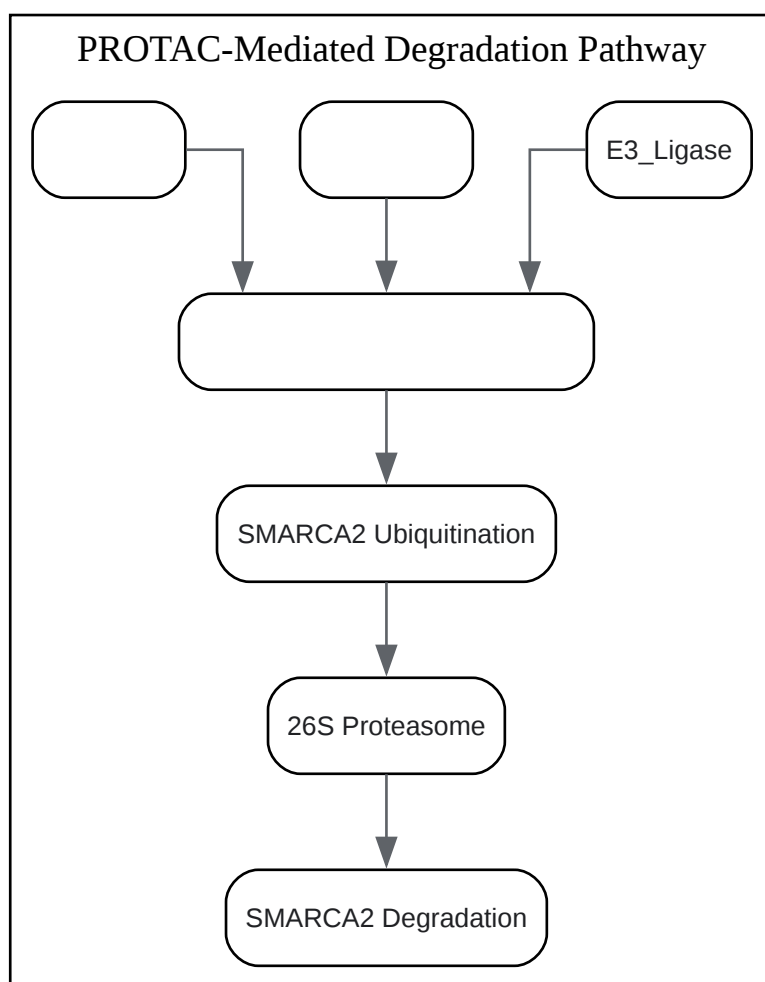 PROTAC-Mediated Degradation Pathway
E3_Ligase
SMARCA2 Ubiquitination
26S Proteasome
SMARCA2 Degradation